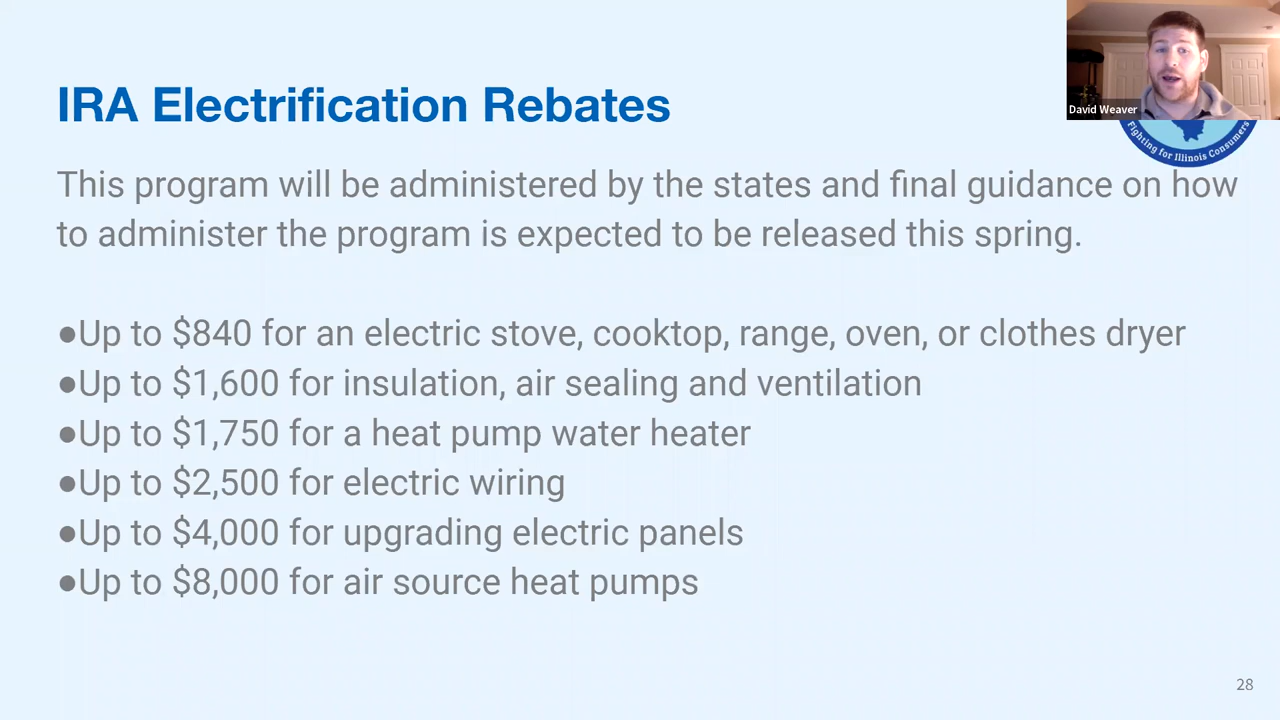 David Weaver
Fighting for Illinois Consumers
IRA Electrification Rebates
This program will be administered by the states and final guidance on how
to administer the program is expected to be released this spring.
●Up to $840 for an electric stove, cooktop, range, oven, or clothes dryer
●Up to $1,600 for insulation, air sealing and ventilation
●Up to $1,750 for a heat pump water heater
●Up to $2,500 for electric wiring
●Up to $4,000 for upgrading electric panels
●Up to $8,000 for air source heat pumps
28